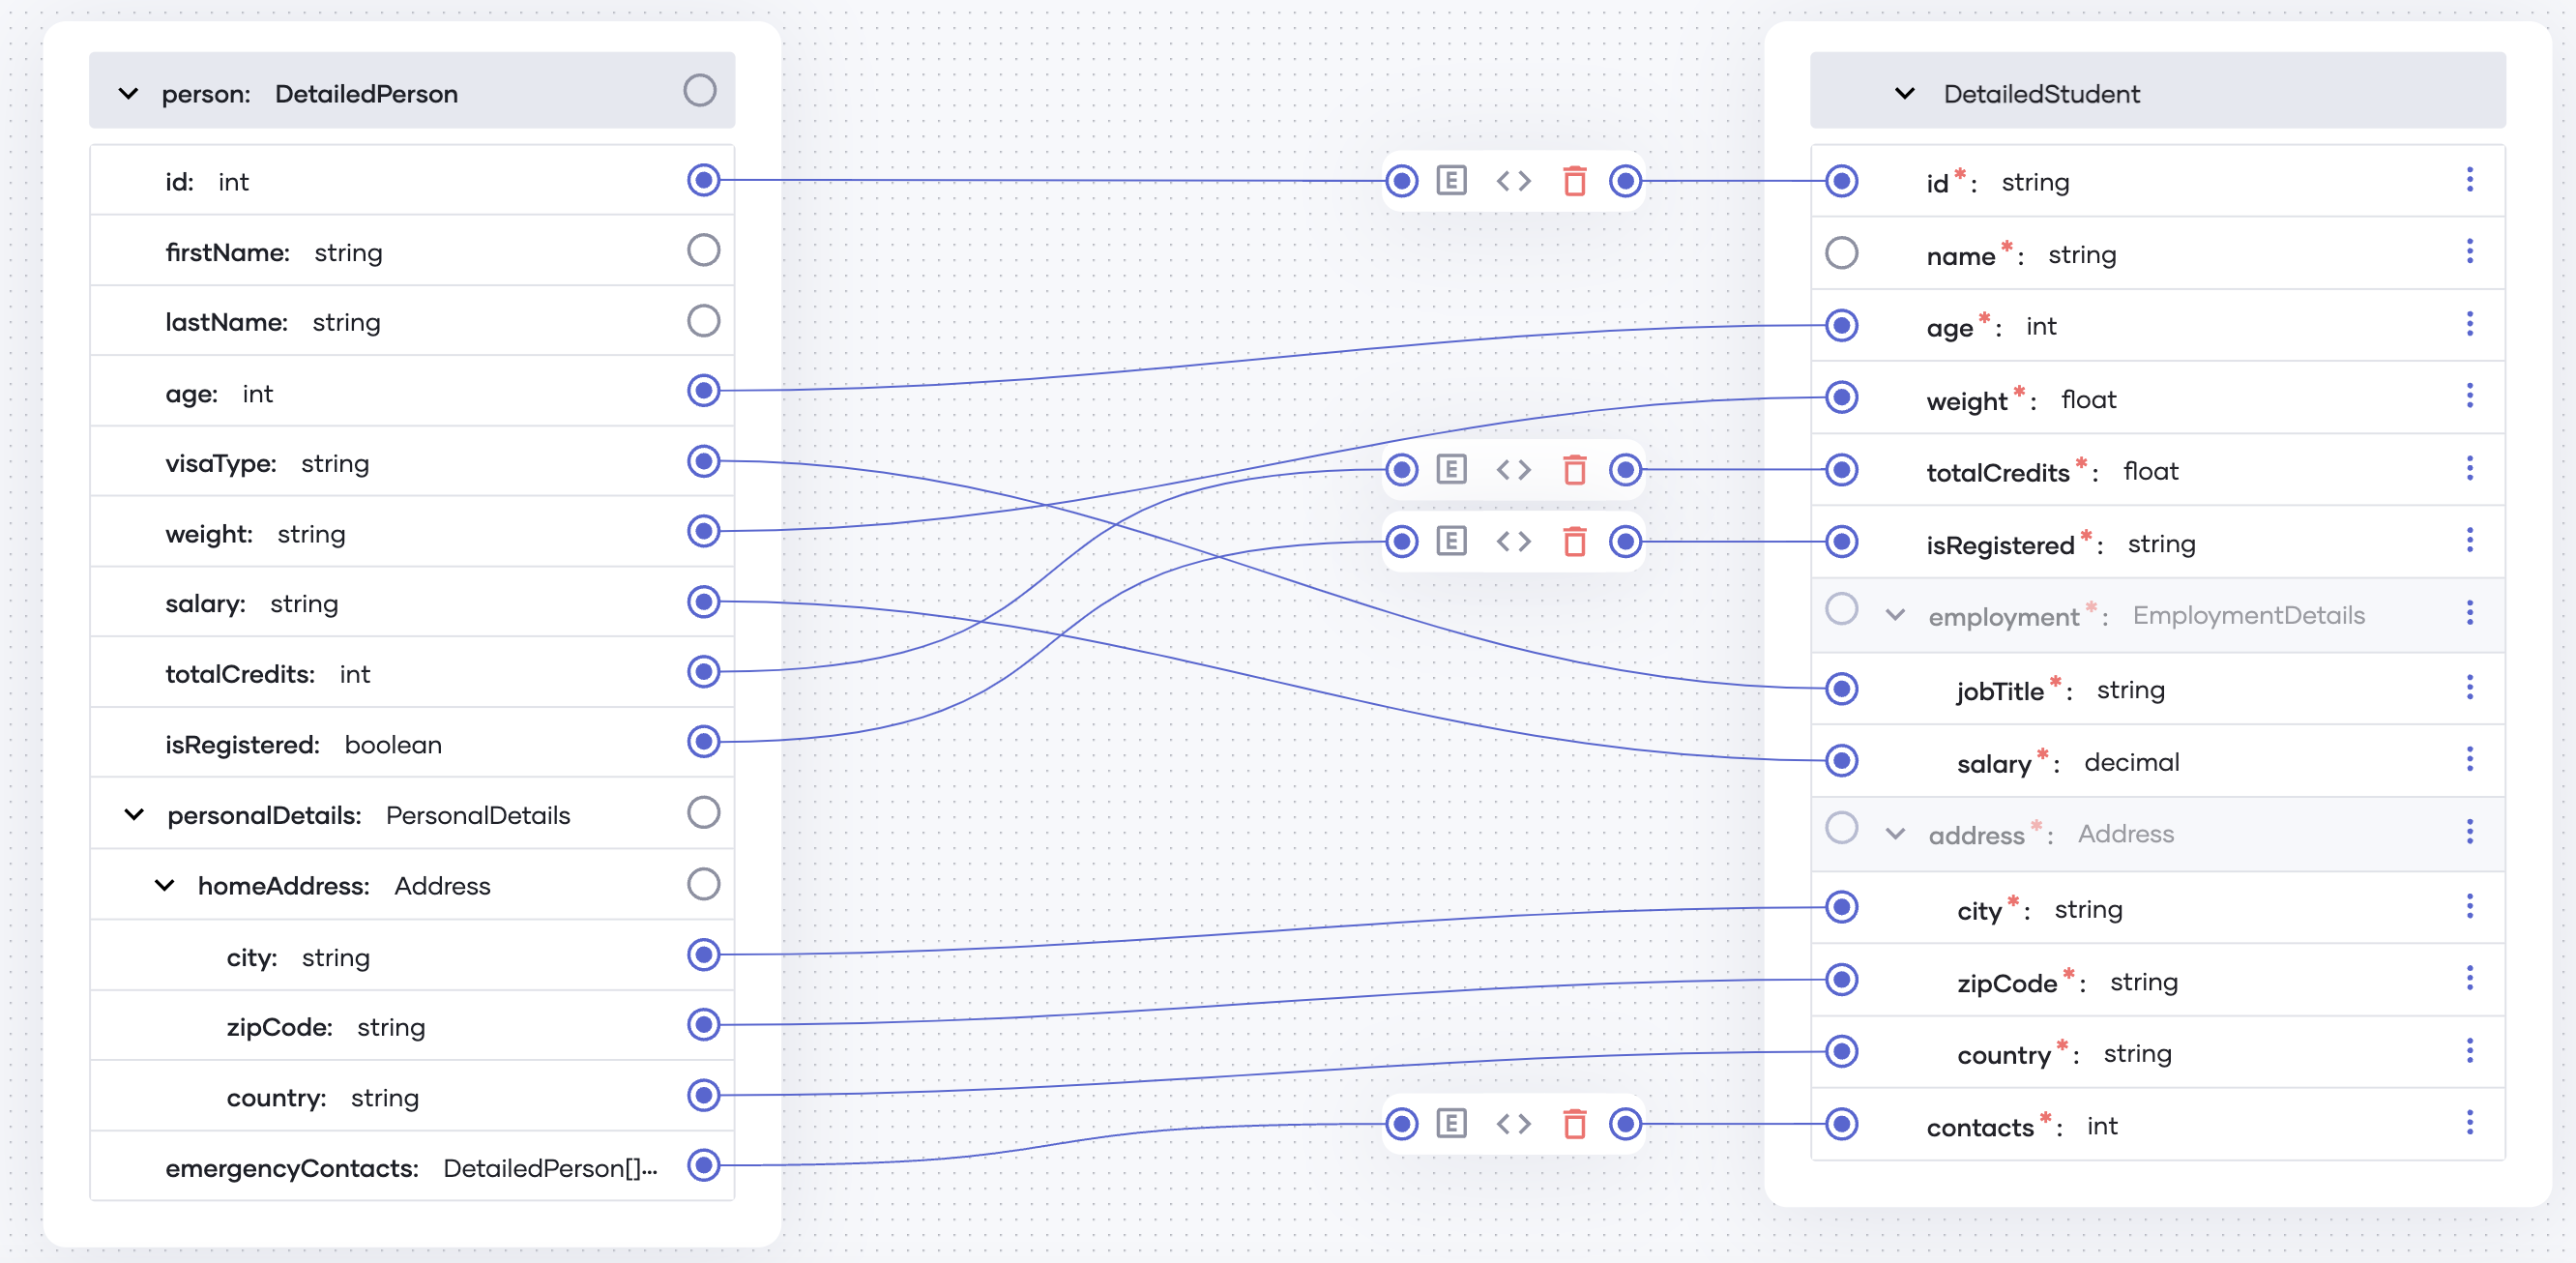 person: DetailedPerson
id: int
firstName: string
lastName: string
age: int
visaType: string
weight: string
salary: string
totalCredits: int
isRegistered: boolean
personalDetails: PersonalDetails
homeAddress: Address
city: string
zipCode: string
country: string
emergencyContacts: DetailedPerson[]...
E
E
E
E
DetailedStudent
id*: string
name*: string
age*: int
weight*: float
totalCredits*: float
isRegistered*: string
employment*: EmploymentDetails
jobTitle*: string
salary*: decimal
address*: Address
city*: string
zipCode*: string
country*: string
contacts*: int